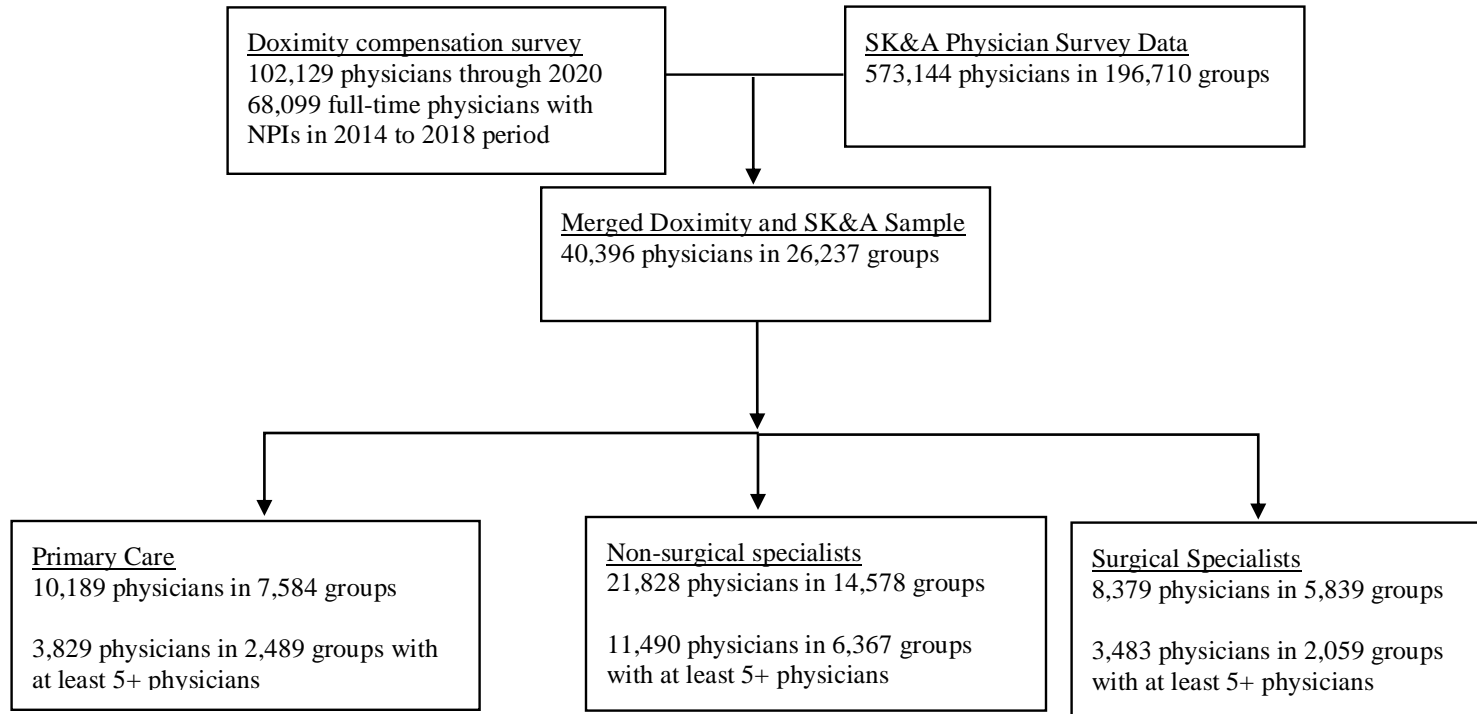 Doximity compensation survey
102,129 physicians through 2020
68,099 full-time physicians with
NPIs in 2014 to 2018 period
SK&A Physician Survey Data
573,144 physicians in 196,710 groups
Merged Doximity and SK&A Sample
40,396 physicians in 26,237 groups
Primary Care
10,189 physicians in 7,584 groups
3,829 physicians in 2,489 groups with
at least 5+ physicians
Non-surgical specialists
21,828 physicians in 14,578 groups
11,490 physicians in 6,367 groups
with at least 5+ physicians
Surgical Specialists
8,379 physicians in 5,839 groups
3,483 physicians in 2,059 groups
with at least 5+ physicians